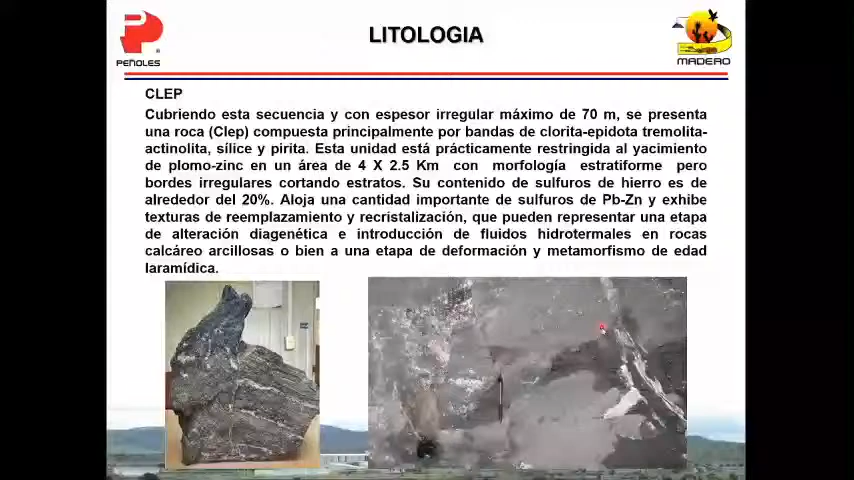 LITOLOGIA
PEÑOLES
MADERO
CLEP
Cubriendo esta secuencia y con espesor irregular máximo de 70 m, se presenta
una roca (Clep) compuesta principalmente por bandas de clorita-epidota tremolita-
actinolita, sílice y pirita. Esta unidad está prácticamente restringida al yacimiento
de plomo-zinc en un área de 4 X 2.5 Km con morfología estratiforme pero
bordes irregulares cortando estratos. Su contenido de sulfuros de hierro es de
alrededor del 20%. Aloja una cantidad importante de sulfuros de Pb-Zn y exhibe
texturas de reemplazamiento y recristalización, que pueden representar una etapa
de alteración diagenética e introducción de fluidos hidrotermales en rocas
calcáreo arcillosas o bien a una etapa de deformación y metamorfismo de edad
laramídica.